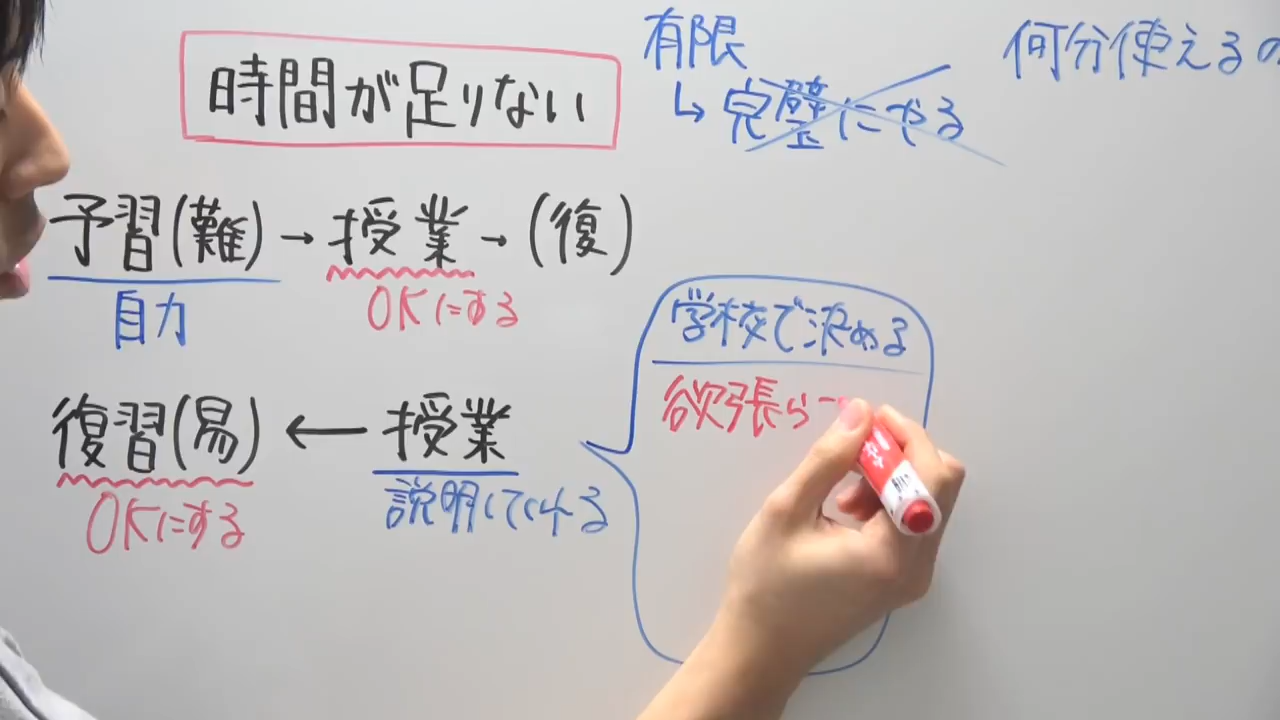 時間が足りない
有限
↳完璧にやる
何分使えるの
予習(難)→授業→(復)
自力
OKにする
学校で決める
欲張ら
復習(易)←授業
OKにする
説明してくれる